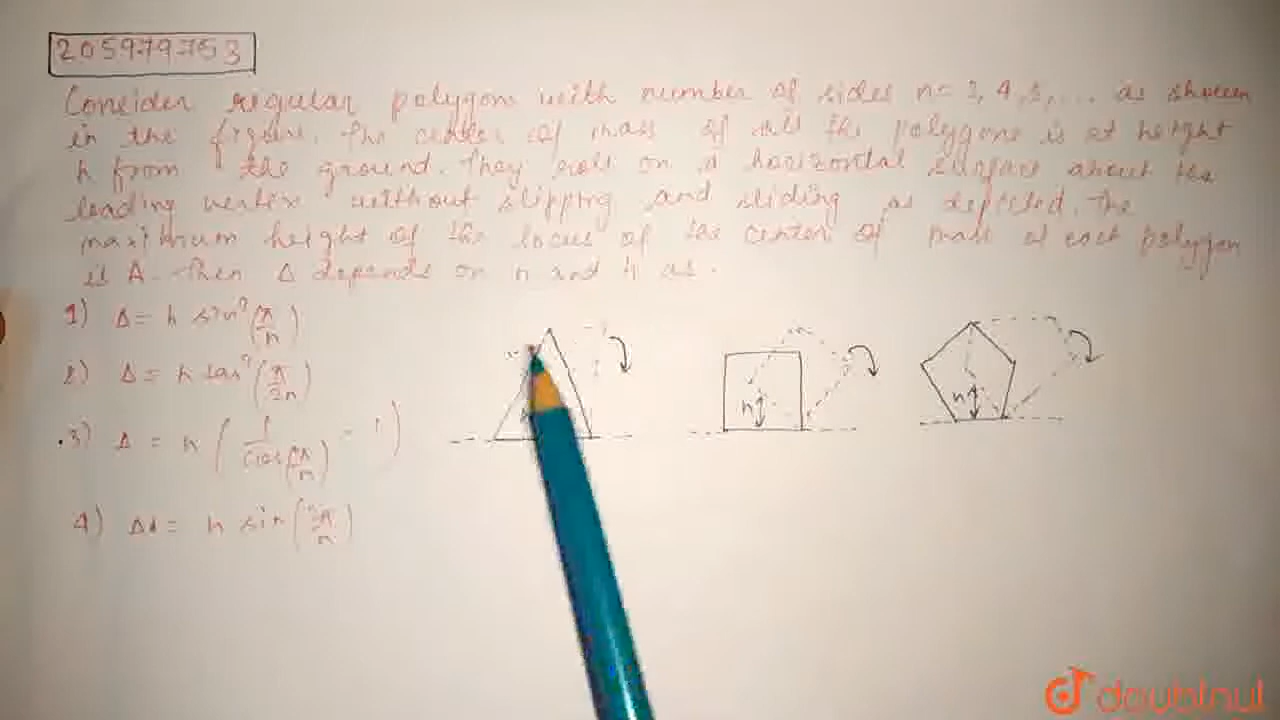 205979753
Consider regular polygons with number of sides n = 3, 4, 5, .... as shown
in the figure. The center of mass of all the polygons is at height
h from the ground. They roll on a horizontal surface about the
leading vertex without slipping and sliding as depicted. The
maximum height of the locus of the center of mass of each polygon
is Δ. Then Δ depends on n and h as.
1) Δ = h sin² (π/n)
2) Δ = h tan² (π/2n)
3) Δ = h (1/cos(π/n) - 1)
4) Δ = h sin (2π/n)
h h
doubtnut